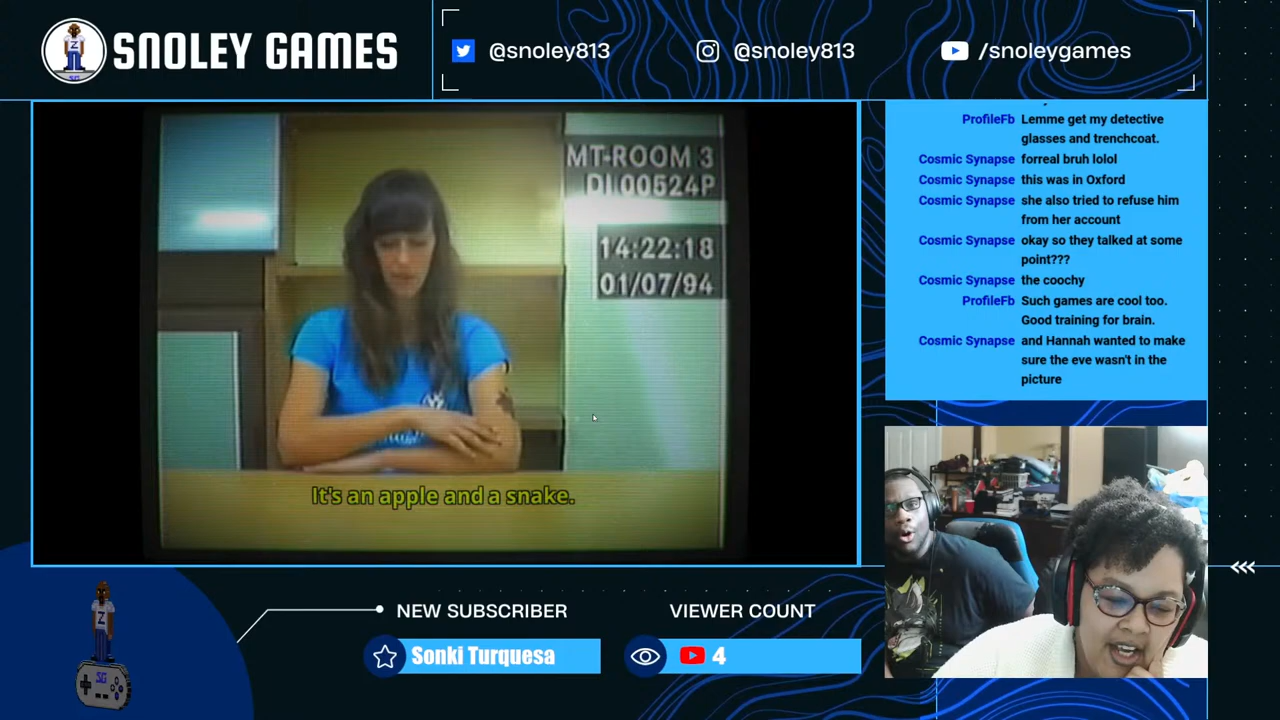 SNOLEY GAMES
@snoley813
@snoley813
/snoleygames
MT-ROOM 3
DI 00524P
14:22:18
01/07/94
It's an apple and a snake.
ProfileFb Lemme get my detective
glasses and trenchcoat.
Cosmic Synapse forreal bruh lolol
Cosmic Synapse this was in Oxford
Cosmic Synapse she also tried to refuse him
from her account
Cosmic Synapse okay so they talked at some
point???
Cosmic Synapse the coochy
ProfileFb Such games are cool too.
Good training for brain.
Cosmic Synapse and Hannah wanted to make
sure the eve wasn't in the
picture
NEW SUBSCRIBER
Sonki Turquesa
VIEWER COUNT
4
Z
SG
Z
SG